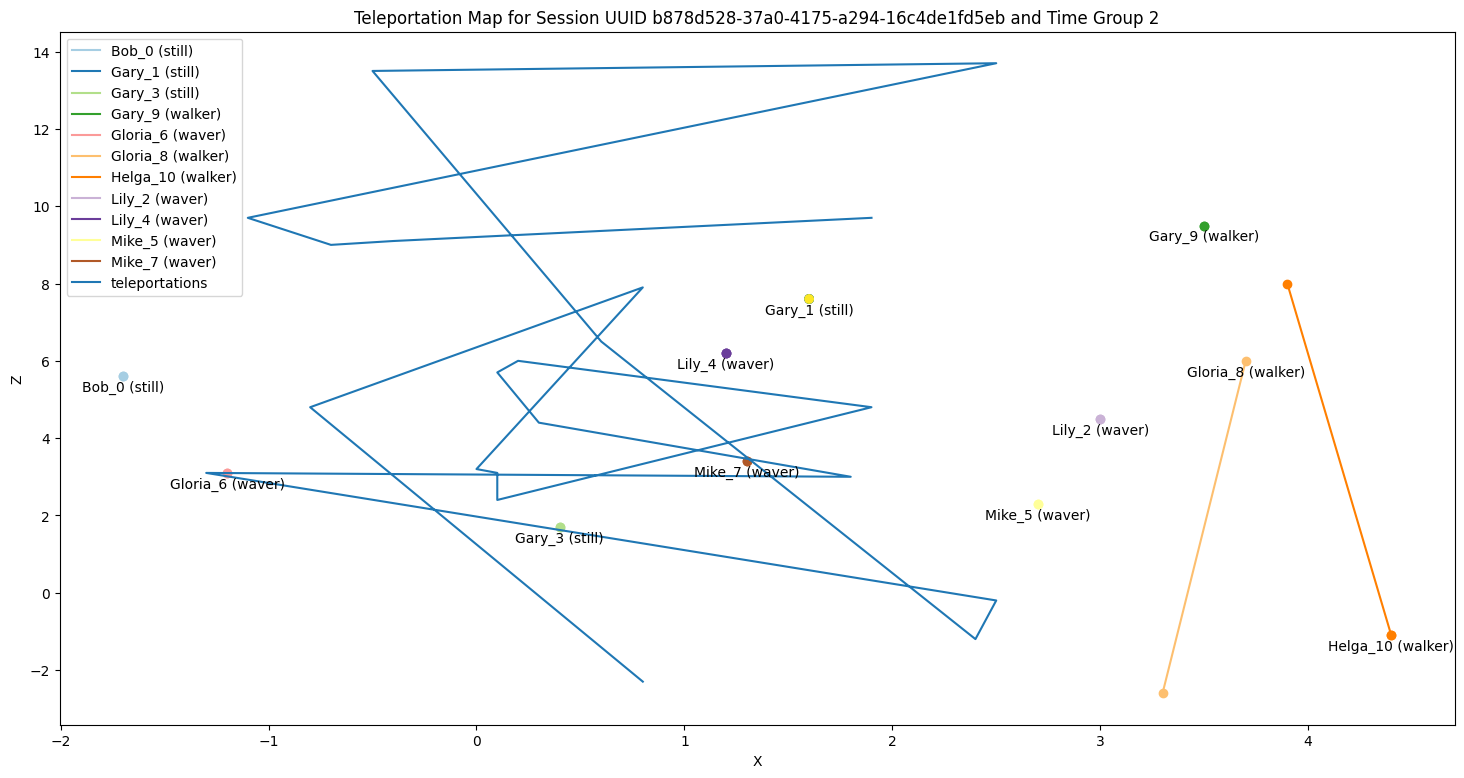 Teleportation Map for Session UUID b878d528-37a0-4175-a294-16c4de1fd5eb and Time Group 2
Bob_0 (still)
Gary_1 (still)
Gary_3 (still)
Gary_9 (walker)
Gloria_6 (waver)
Gloria_8 (walker)
Helga_10 (walker)
Lily_2 (waver)
Lily_4 (waver)
Mike_5 (waver)
Mike_7 (waver)
teleportations
14
12
10
8
6
4
2
0
−2
Z
Gary_9 (walker)
Gary_1 (still)
Lily_4 (waver)
Gloria_8 (walker)
Bob_0 (still)
Lily_2 (waver)
Mike_7 (waver)
Gloria_6 (waver)
Mike_5 (waver)
Gary_3 (still)
Helga_10 (walker)
−2
−1
0
1
2
3
4
X